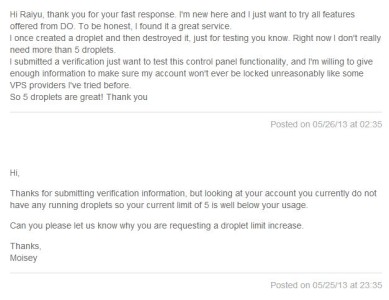 Hi Raiyu, thank you for your fast response. I'm new here and I just want to try all features
offered from DO. To be honest, I found it a great service.
I once created a droplet and then destroyed it, just for testing you know. Right now I don't really
need more than 5 droplets.
I submitted a verification just want to test this control panel functionality, and I'm willing to give
enough information to make sure my account won't ever be locked unreasonably like some
VPS providers I've tried before.
So 5 droplets are great! Thank you
Posted on 05/26/13 at 02:35
Hi,
Thanks for submitting verification information, but looking at your account you currently do not
have any running droplets so your current limit of 5 is well below your usage.
Can you please let us know why you are requesting a droplet limit increase.
Thanks,
Moisey
Posted on 05/25/13 at 23:35